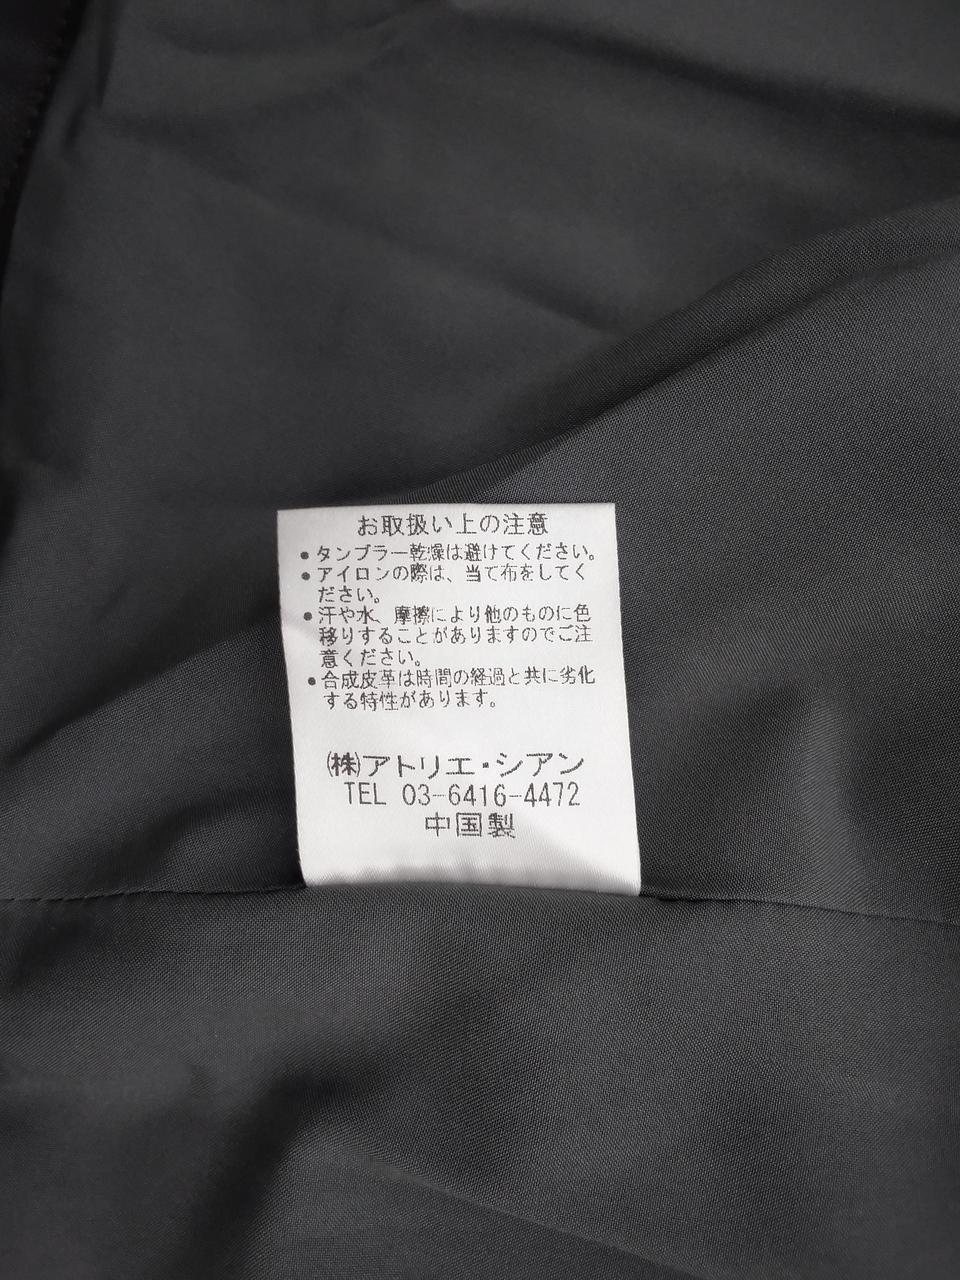 お取扱い上の注意
●タンブラー乾燥は避けてください。
●アイロンの際は、当て布をしてく
ださい。
●汗や水、摩擦により他のものに色
移りすることがありますのでご注
意ください。
●合成皮革は時間の経過と共に劣化
する特性があります。
㈱アトリエ・シアン
TEL 03-6416-4472
中国製